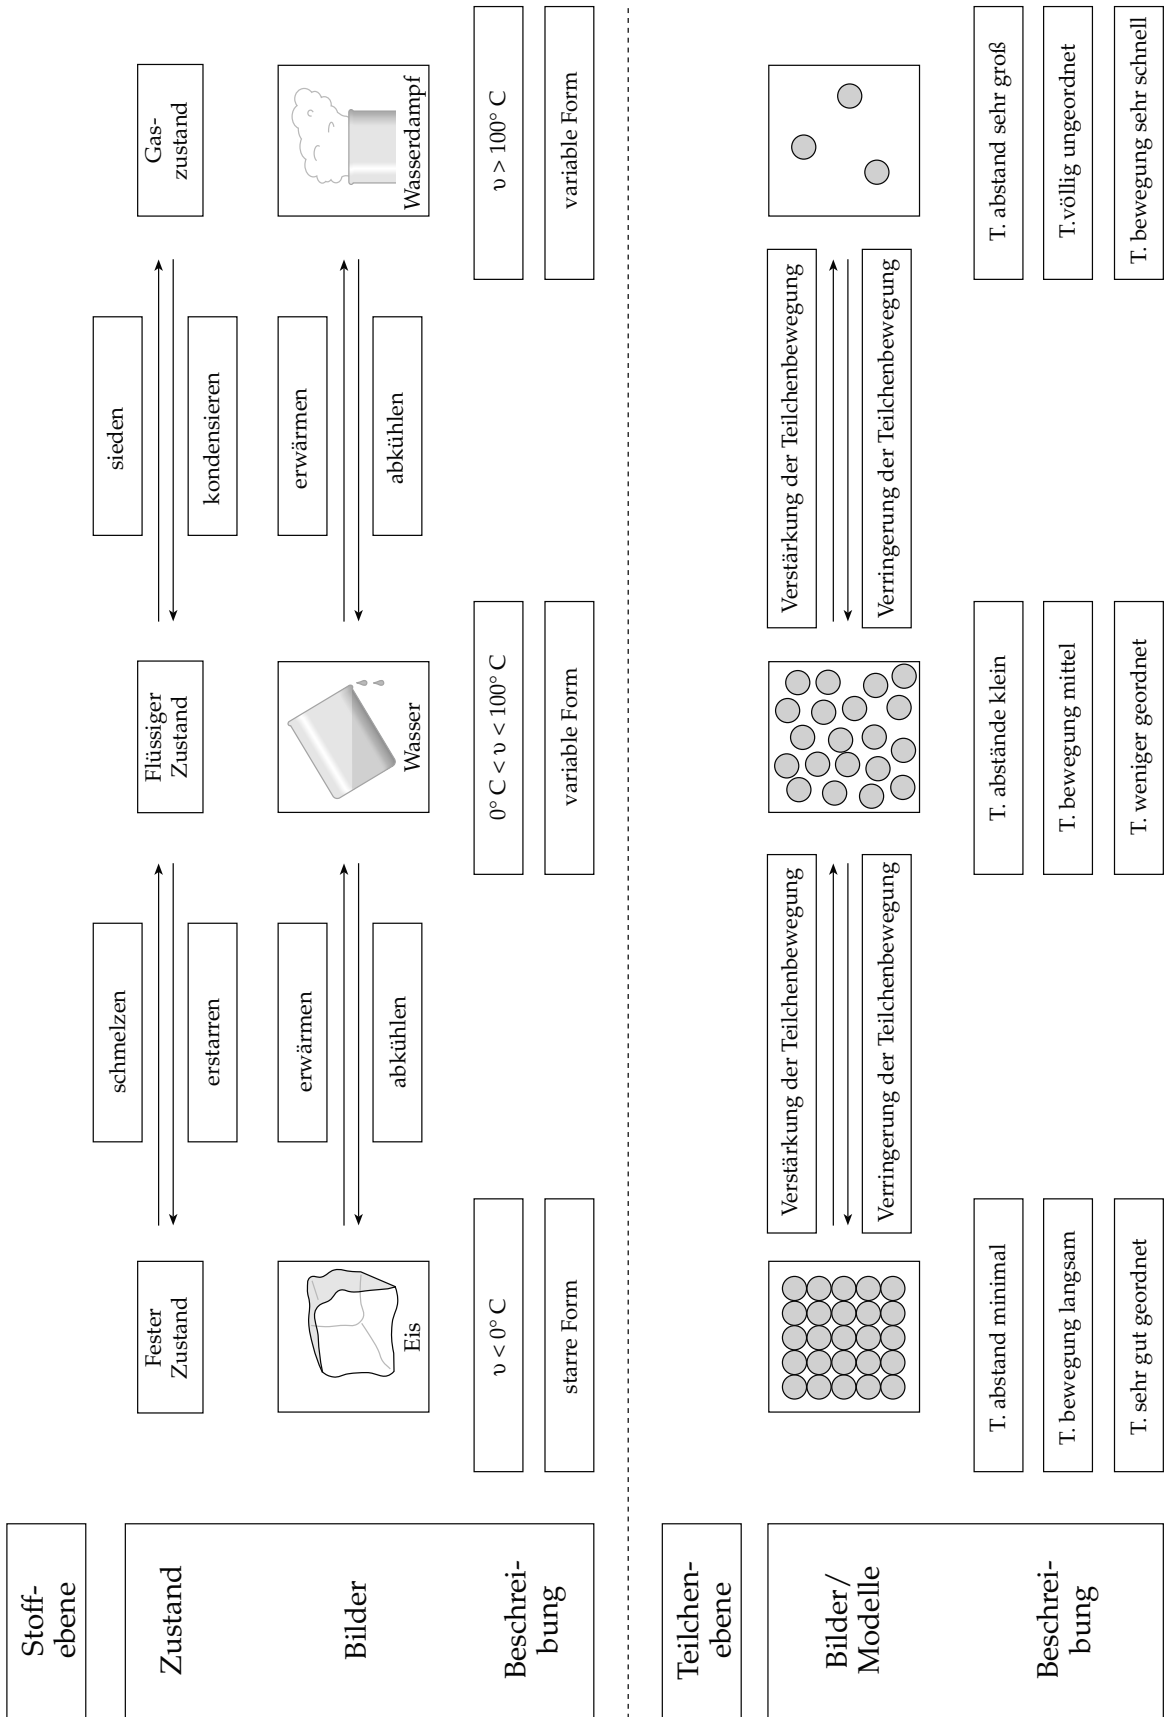 Stoff-
ebene
Zustand
Fester
Zustand
schmelzen
erstarren
Flüssiger
Zustand
sieden
kondensieren
Gas-
zustand
Bilder
Eis
erwärmen
abkühlen
Wasser
erwärmen
abkühlen
Wasserdampf
Beschrei-
bung
υ < 0° C
starre Form
0° C < υ < 100° C
variable Form
υ > 100° C
variable Form
Teilchen-
ebene
Bilder/
Modelle
Verstärkung der Teilchenbewegung
Verringerung der Teilchenbewegung
Verstärkung der Teilchenbewegung
Verringerung der Teilchenbewegung
Beschrei-
bung
T. abstand minimal
T. bewegung langsam
T. sehr gut geordnet
T. abstände klein
T. bewegung mittel
T. weniger geordnet
T. abstand sehr groß
T.völlig ungeordnet
T. bewegung sehr schnell